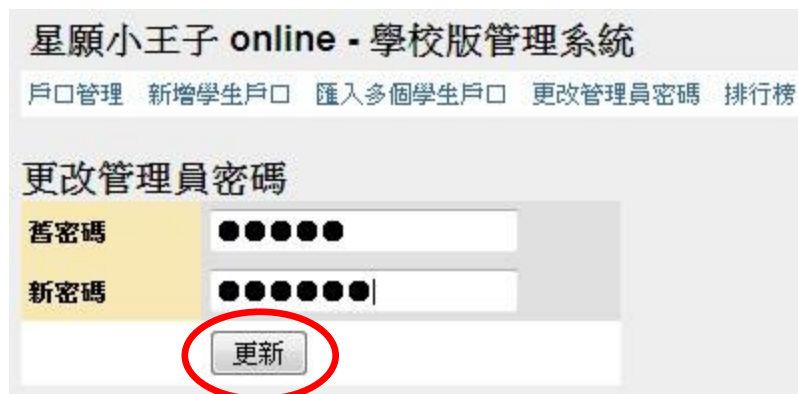 星願小王子 online - 學校版管理系統
戶口管理 新增學生戶口 匯入多個學生戶口 更改管理員密碼 排行榜
更改管理員密碼
舊密碼 ●●●●●
新密碼 ●●●●●●
更新